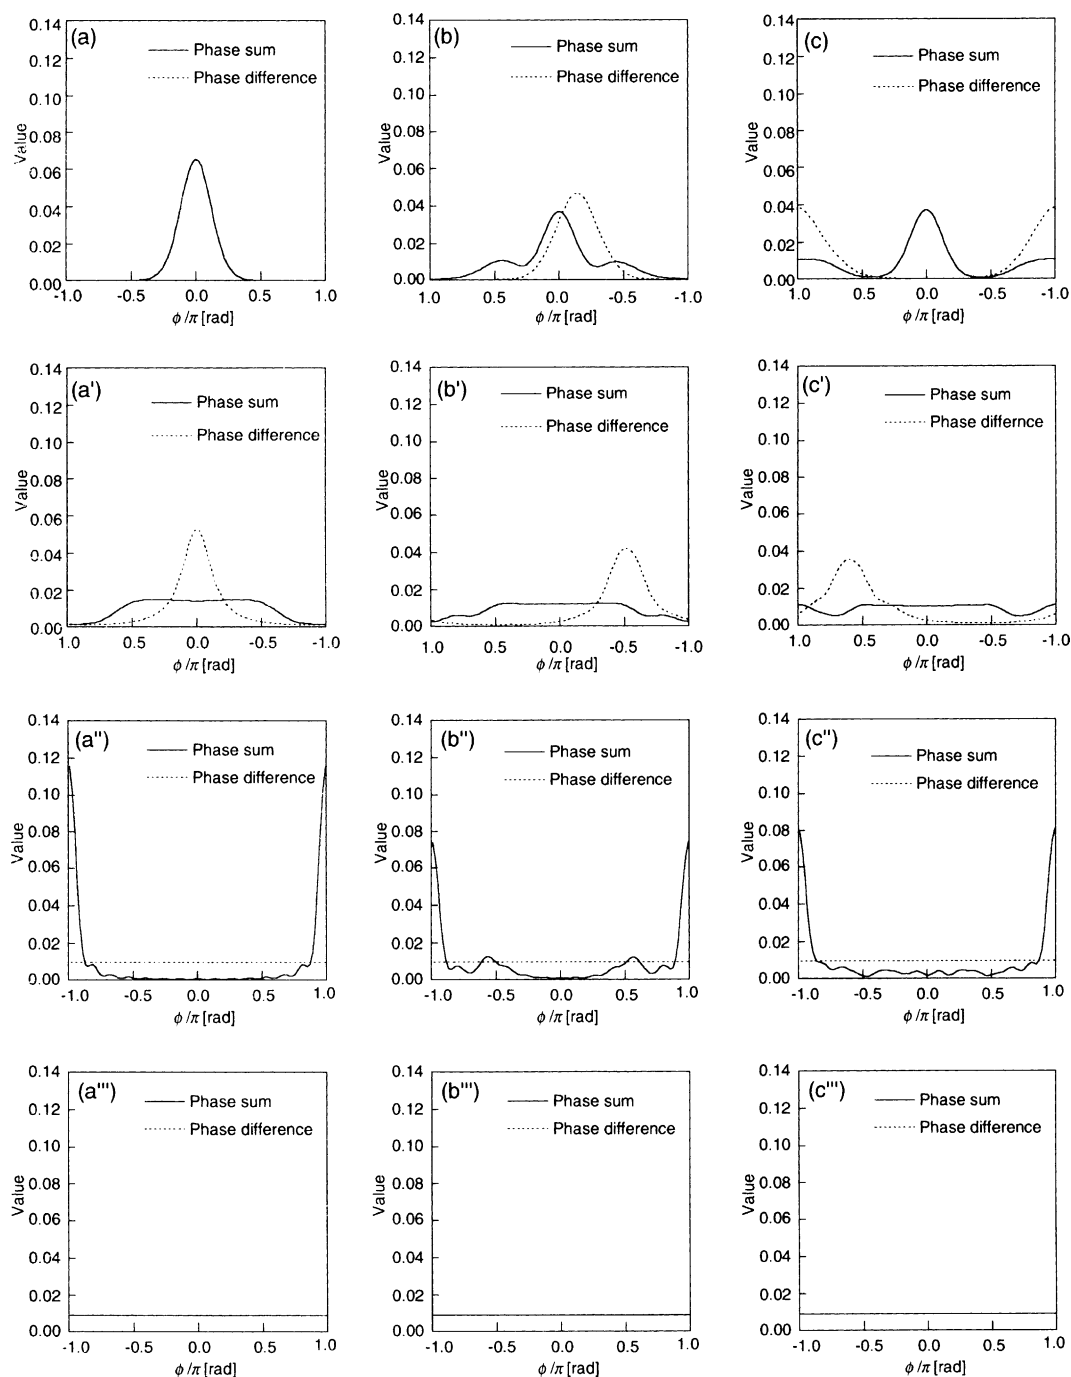 (a)
Phase sum
Phase difference
Value
0.14
0.12
0.10
0.08
0.06
0.04
0.02
0.00
-1.0 -0.5 0.0 0.5 1.0
φ/π [rad]
(b)
Phase sum
Phase difference
Value
0.14
0.12
0.10
0.08
0.06
0.04
0.02
0.00
1.0 0.5 0.0 -0.5 -1.0
φ/π [rad]
(c)
Phase sum
Phase difference
Value
0.14
0.12
0.10
0.08
0.06
0.04
0.02
0.00
1.0 0.5 0.0 -0.5 -1.0
φ/π [rad]
(a')
Phase sum
Phase difference
Value
0.14
0.12
0.10
0.08
0.06
0.04
0.02
0.00
1.0 0.5 0.0 -0.5 -1.0
φ/π [rad]
(b')
Phase sum
Phase difference
Value
0.14
0.12
0.10
0.08
0.06
0.04
0.02
0.00
1.0 0.5 0.0 -0.5 -1.0
φ/π [rad]
(c')
Phase sum
Phase differnce
Value
0.14
0.12
0.10
0.08
0.06
0.04
0.02
0.00
1.0 0.5 0.0 -0.5 -1.0
φ/π [rad]
(a'')
Phase sum
Phase difference
Value
0.14
0.12
0.10
0.08
0.06
0.04
0.02
0.00
-1.0 -0.5 0.0 0.5 1.0
φ/π [rad]
(b'')
Phase sum
Phase difference
Value
0.14
0.12
0.10
0.08
0.06
0.04
0.02
0.00
-1.0 -0.5 0.0 0.5 1.0
φ/π [rad]
(c'')
Phase sum
Phase difference
Value
0.14
0.12
0.10
0.08
0.06
0.04
0.02
0.00
-1.0 -0.5 0.0 0.5 1.0
φ/π [rad]
(a''')
Phase sum
Phase difference
Value
0.14
0.12
0.10
0.08
0.06
0.04
0.02
0.00
-1.0 -0.5 0.0 0.5 1.0
φ/π [rad]
(b''')
Phase sum
Phase difference
Value
0.14
0.12
0.10
0.08
0.06
0.04
0.02
0.00
-1.0 -0.5 0.0 0.5 1.0
φ/π [rad]
(c''')
Phase sum
Phase difference
Value
0.14
0.12
0.10
0.08
0.06
0.04
0.02
0.00
-1.0 -0.5 0.0 0.5 1.0
φ/π [rad]